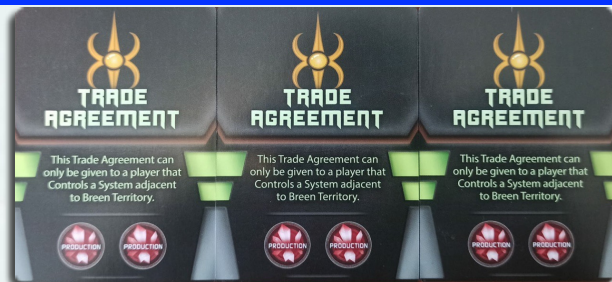 TRADE
AGREEMENT
This Trade Agreement can
only be given to a player that
Controls a System adjacent
to Breen Territory.
PRODUCTION PRODUCTION
TRADE
AGREEMENT
This Trade Agreement can
only be given to a player that
Controls a System adjacent
to Breen Territory.
PRODUCTION PRODUCTION
TRADE
AGREEMENT
This Trade Agreement can
only be given to a player that
Controls a System adjacent
to Breen Territory.
PRODUCTION PRODUCTION